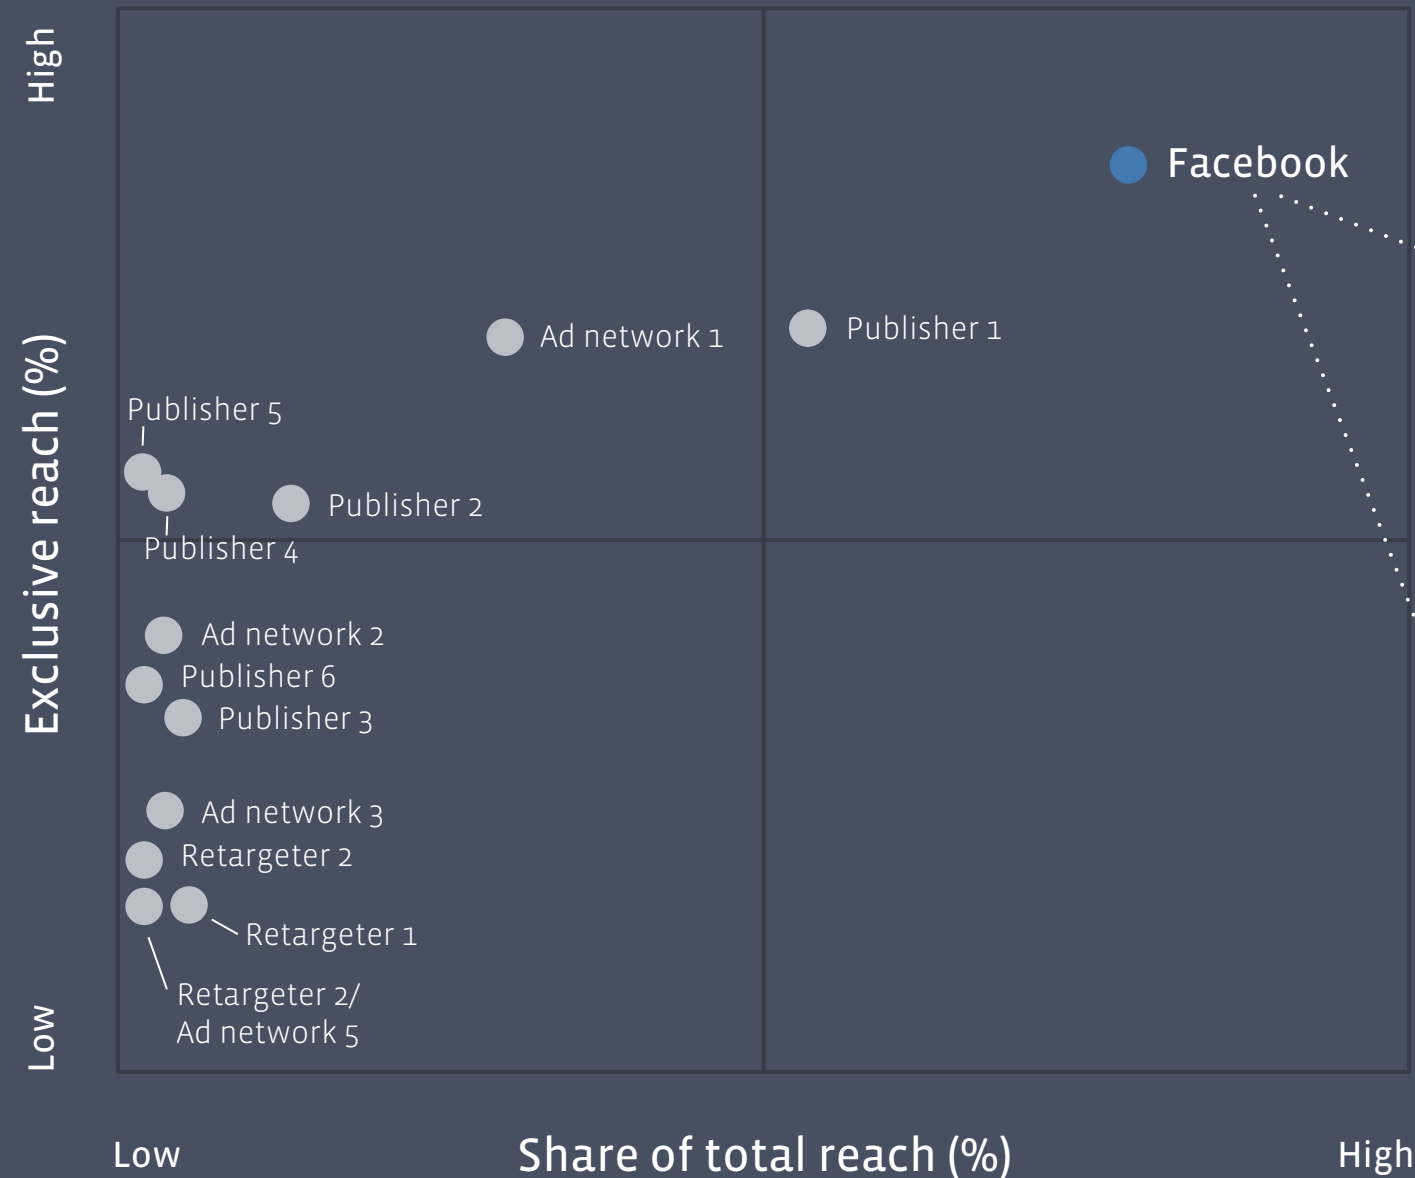 High
Facebook
Publisher 1
Ad network 1
Publisher 5
Publisher 2
Publisher 4
Exclusive reach (%)
Ad network 2
Publisher 6
Publisher 3
Ad network 3
Retargeter 2
Retargeter 1
Retargeter 2/
Ad network 5
Low
Low
Share of total reach (%)
High